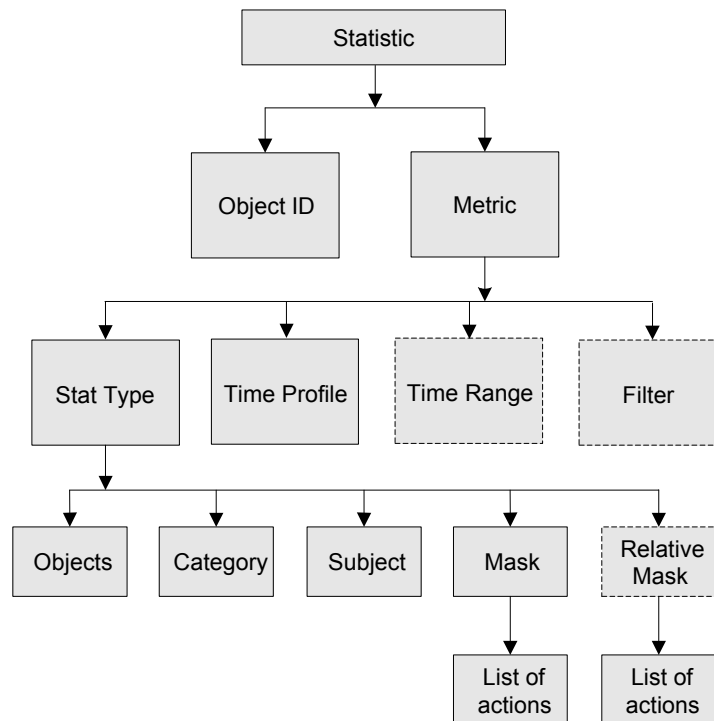 Statistic
Object ID
Metric
Stat Type
Time Profile
Time Range
Filter
Objects
Category
Subject
Mask
Relative
Mask
List of
actions
List of
actions